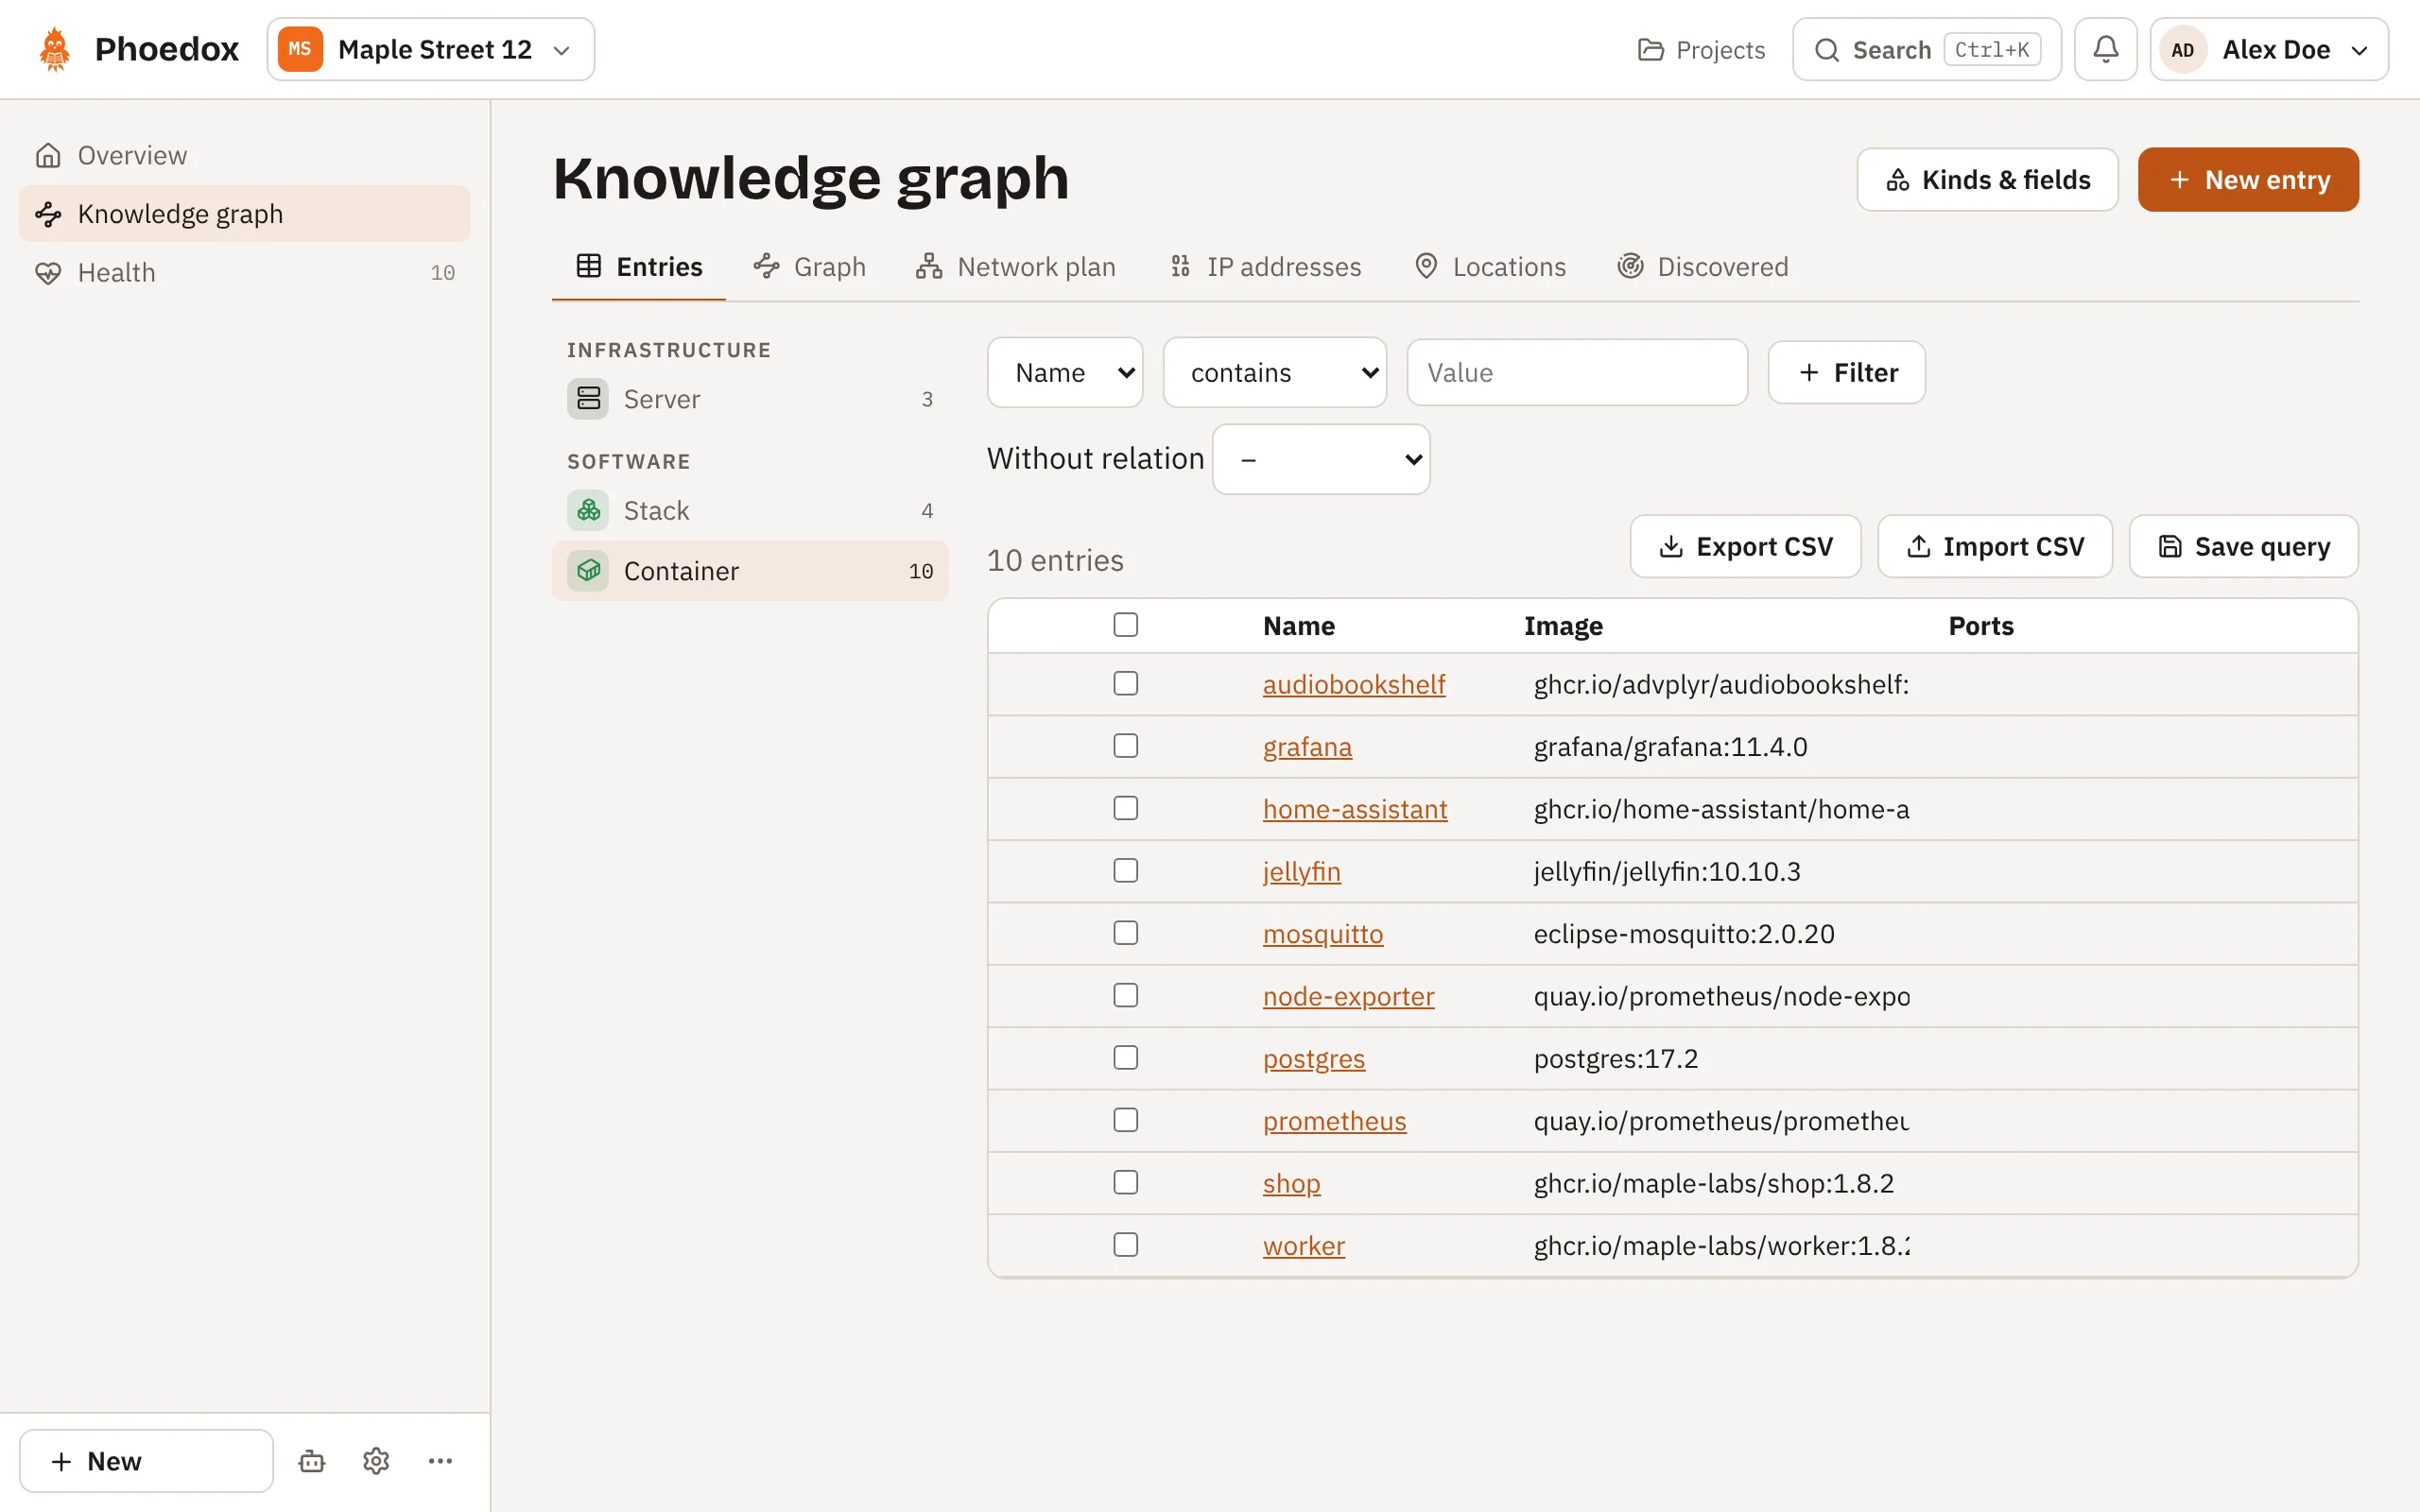 Phoedox
MS Maple Street 12
Projects
Search Ctrl+K
AD Alex Doe
Overview
Knowledge graph
Health 10
Knowledge graph
Kinds & fields
New entry
Entries
Graph
Network plan
IP addresses
Locations
Discovered
INFRASTRUCTURE
Server 3
SOFTWARE
Stack 4
Container 10
Name
contains
Value
Filter
Without relation –
10 entries
Export CSV
Import CSV
Save query
Name Image Ports
audiobookshelf ghcr.io/advplyr/audiobookshelf:
grafana grafana/grafana:11.4.0
home-assistant ghcr.io/home-assistant/home-a
jellyfin jellyfin/jellyfin:10.10.3
mosquitto eclipse-mosquitto:2.0.20
node-exporter quay.io/prometheus/node-expo
postgres postgres:17.2
prometheus quay.io/prometheus/prometheu
shop ghcr.io/maple-labs/shop:1.8.2
worker ghcr.io/maple-labs/worker:1.8.2
New